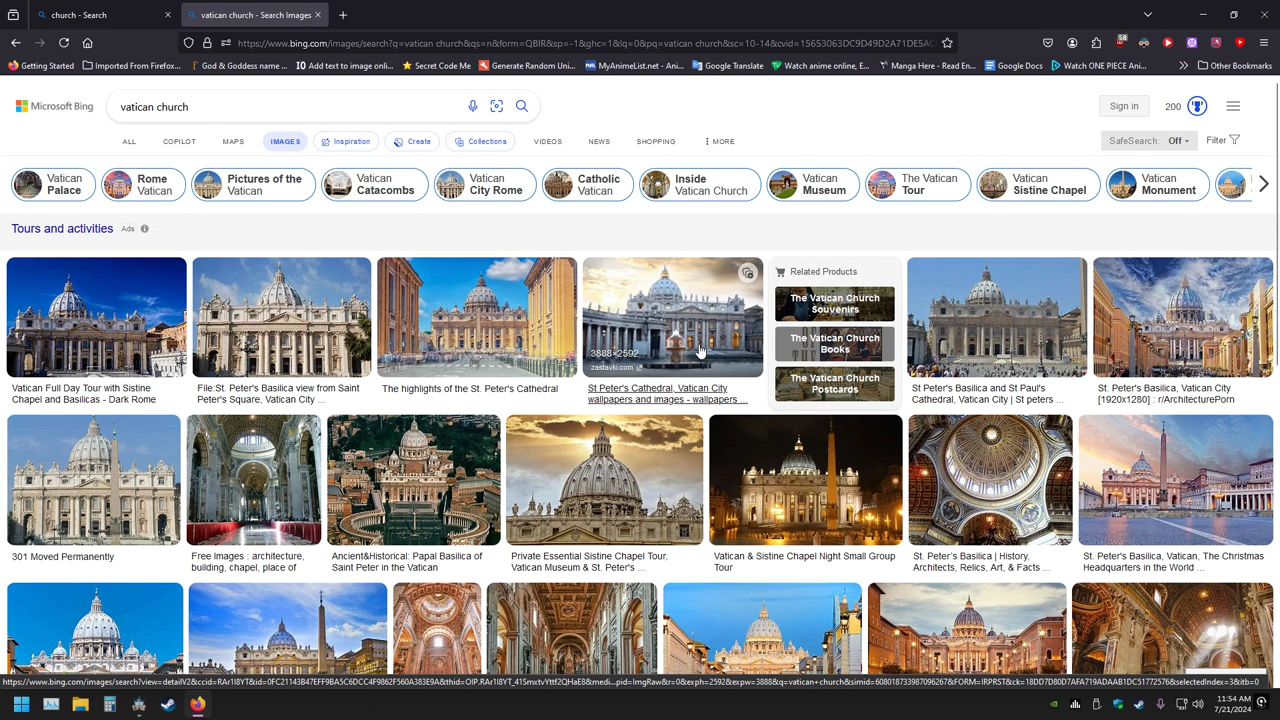 church - Search
vatican church - Search Images
https://www.bing.com/images/search?q=vatican church&qs=n&form=QBIR&sp=-1&ghc=1&lq=0&pq=vatican church&sc=10-14&cvid=15653063DC9D49D2A71DE5AC
58
Getting Started
Imported From Firefox...
God & Goddess name ...
Add text to image onli...
Secret Code Me
Generate Random Uni...
MyAnimeList.net - Ani...
Google Translate
Watch anime online, E...
Manga Here - Read En...
Google Docs
Watch ONE PIECE Ani...
Other Bookmarks
Microsoft Bing
vatican church
Sign in
200
ALL
COPILOT
MAPS
IMAGES
Inspiration
Create
Collections
VIDEOS
NEWS
SHOPPING
MORE
SafeSearch: Off
Filter
Vatican
Palace
Rome
Vatican
Pictures of the
Vatican
Vatican
Catacombs
Vatican
City Rome
Catholic
Vatican
Inside
Vatican Church
Vatican
Museum
The Vatican
Tour
Vatican
Sistine Chapel
Vatican
Monument
Tours and activities Ads
3888×2592
zastavki.com
Related Products
The Vatican Church
Souvenirs
The Vatican Church
Books
The Vatican Church
Postcards
Vatican Full Day Tour with Sistine
Chapel and Basilicas - Dark Rome
File:St. Peter's Basilica view from Saint
Peter's Square, Vatican City ...
The highlights of the St. Peter's Cathedral
St Peter's Cathedral, Vatican City
wallpapers and images - wallpapers ...
St Peter's Basilica and St Paul's
Cathedral, Vatican City | St peters ...
St. Peter's Basilica, Vatican City
[1920x1280] : r/ArchitecturePorn
301 Moved Permanently
Free Images : architecture,
building, chapel, place of
Ancient&Historical: Papal Basilica of
Saint Peter in the Vatican
Private Essential Sistine Chapel Tour,
Vatican Museum & St. Peter's ...
Vatican & Sistine Chapel Night Small Group
Tour
St. Peter's Basilica | History,
Architects, Relics, Art, & Facts ...
St. Peter's Basilica, Vatican, The Christmas
Headquarters in the World ...
11:54 AM
7/21/2024